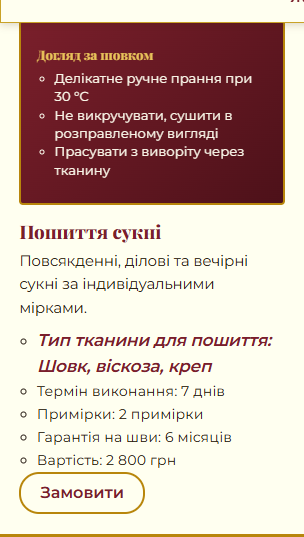 Догляд за шовком
Делікатне ручне прання при
30 °C
Не викручувати, сушити в
розправленому вигляді
Прасувати з виворіту через
тканину
Пошиття сукні
Повсякденні, ділові та вечірні
сукні за індивідуальними
мірками.
Тип тканини для пошиття:
Шовк, віскоза, креп
Термін виконання: 7 днів
Примірки: 2 примірки
Гарантія на шви: 6 місяців
Вартість: 2 800 грн
Замовити